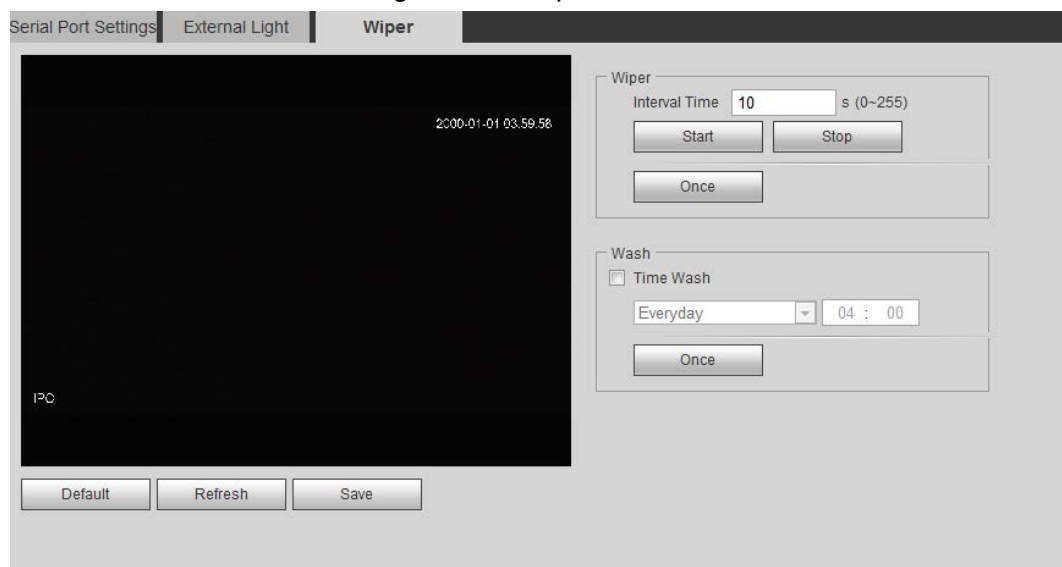 Serial Port Settings External Light Wiper
2000-01-01 03.59.58
IPC
Default Refresh Save
Wiper
Interval Time 10 s (0~255)
Start Stop
Once
Wash
Time Wash
Everyday 04 : 00
Once